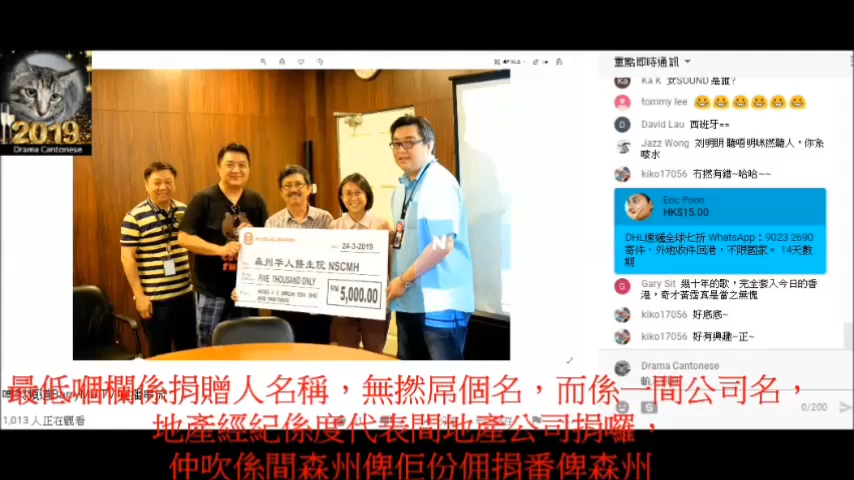 2019
Drama Cantonese
PUBLIC BANK
24-3-2019
森州华人医生院 NSCMH
FIVE THOUSAND ONLY
RM 5,000.00
N
重點即時通訊
Ka K 女SOUND 是誰?
tommy lee
David Lau 西班牙==
Jazz Wong 刘明明 聽唔明咪撚聽人,你条
kiko17056 冇撚有錯~哈哈~~
Eric Poon
HK$15.00
DHL速遞全球七折 WhatsApp:9023 2690
寄件、外地收件回港,不限國家。 14天數
期
Gary Sit 幾十年的歌,完全套入今日的香
港,奇才黃霑真是當之無愧
kiko17056 好底底~
kiko17056 好有興趣~正~
Drama Cantonese
0/200
1,013 人正在觀看
最低嗰欄係捐贈人名稱,無撚屌個名,而係一間公司名,
地產經紀係度代表間地產公司捐囉,
仲吹係間森州俾佢份佣捐番俾森州